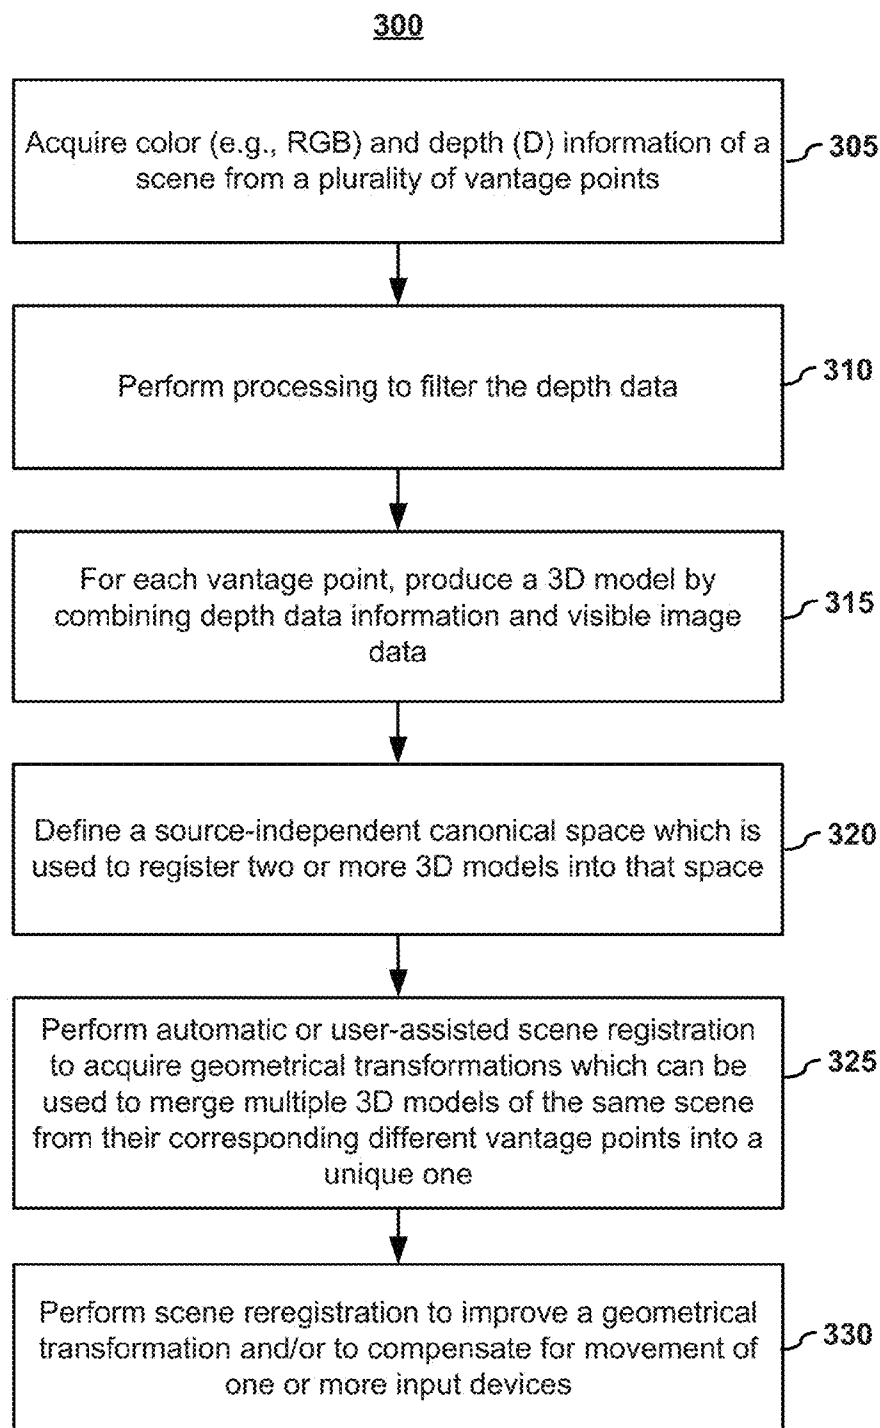 300
Acquire color (e.g., RGB) and depth (D) information of a
scene from a plurality of vantage points
305
Perform processing to filter the depth data
310
For each vantage point, produce a 3D model by
combining depth data information and visible image
data
315
Define a source-independent canonical space which is
used to register two or more 3D models into that space
320
Perform automatic or user-assisted scene registration
to acquire geometrical transformations which can be
used to merge multiple 3D models of the same scene
from their corresponding different vantage points into a
unique one
325
Perform scene reregistration to improve a geometrical
transformation and/or to compensate for movement of
one or more input devices
330